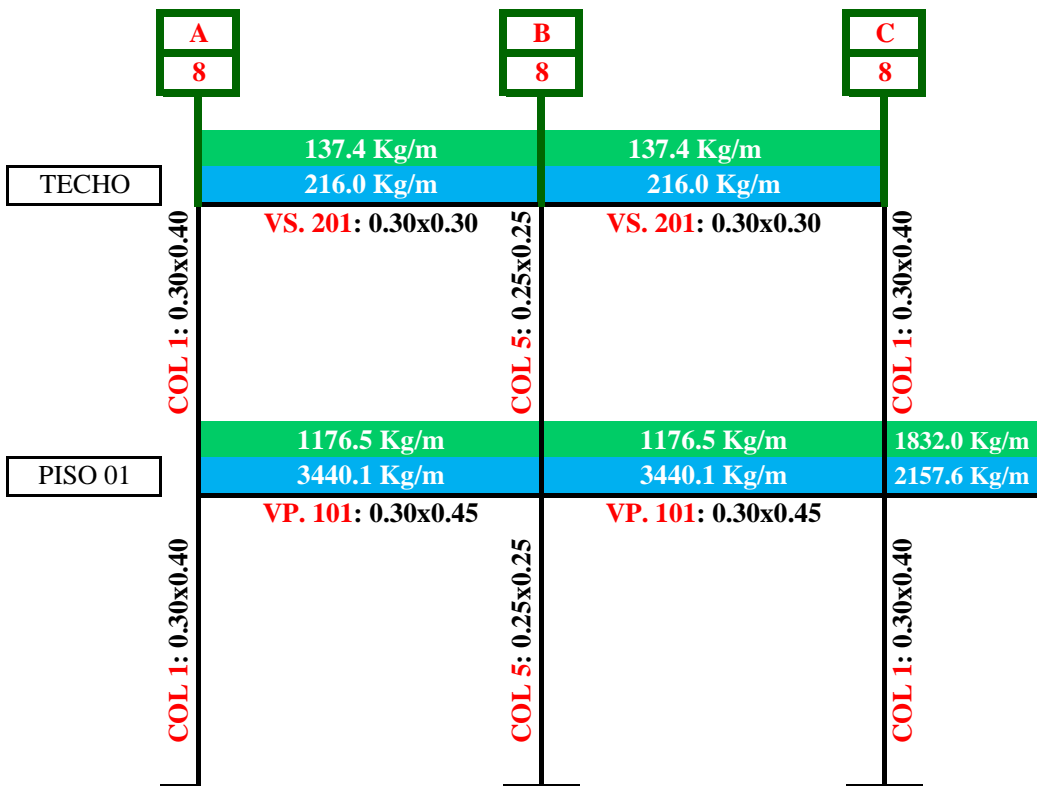 A
B
C
8
8
8
137.4 Kg/m
137.4 Kg/m
TECHO
216.0 Kg/m
216.0 Kg/m
VS. 201: 0.30x0.30
VS. 201: 0.30x0.30
COL 1: 0.30x0.40
COL 5: 0.25x0.25
COL 1: 0.30x0.40
1176.5 Kg/m
1176.5 Kg/m
1832.0 Kg/m
PISO 01
3440.1 Kg/m
3440.1 Kg/m
2157.6 Kg/m
VP. 101: 0.30x0.45
VP. 101: 0.30x0.45
COL 1: 0.30x0.40
COL 5: 0.25x0.25
COL 1: 0.30x0.40